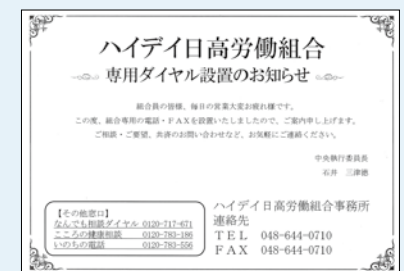 ハイデイ日高労働組合
専用ダイヤル設置のお知らせ
組合員の皆様、毎日の営業大変お疲れ様です。
この度、組合専用の電話・FAXを設置いたしましたので、ご案内申し上げます。
ご相談・ご要望、共済のお問い合わせなど、お気軽にご連絡ください。
中央執行委員長
石井 三津徳
【その他窓口】
なんでも相談ダイヤル 0120-717-671
こころの健康相談 0120-783-186
いのちの電話 0120-783-556
ハイデイ日高労働組合事務所
連絡先
TEL 048-644-0710
FAX 048-644-0710